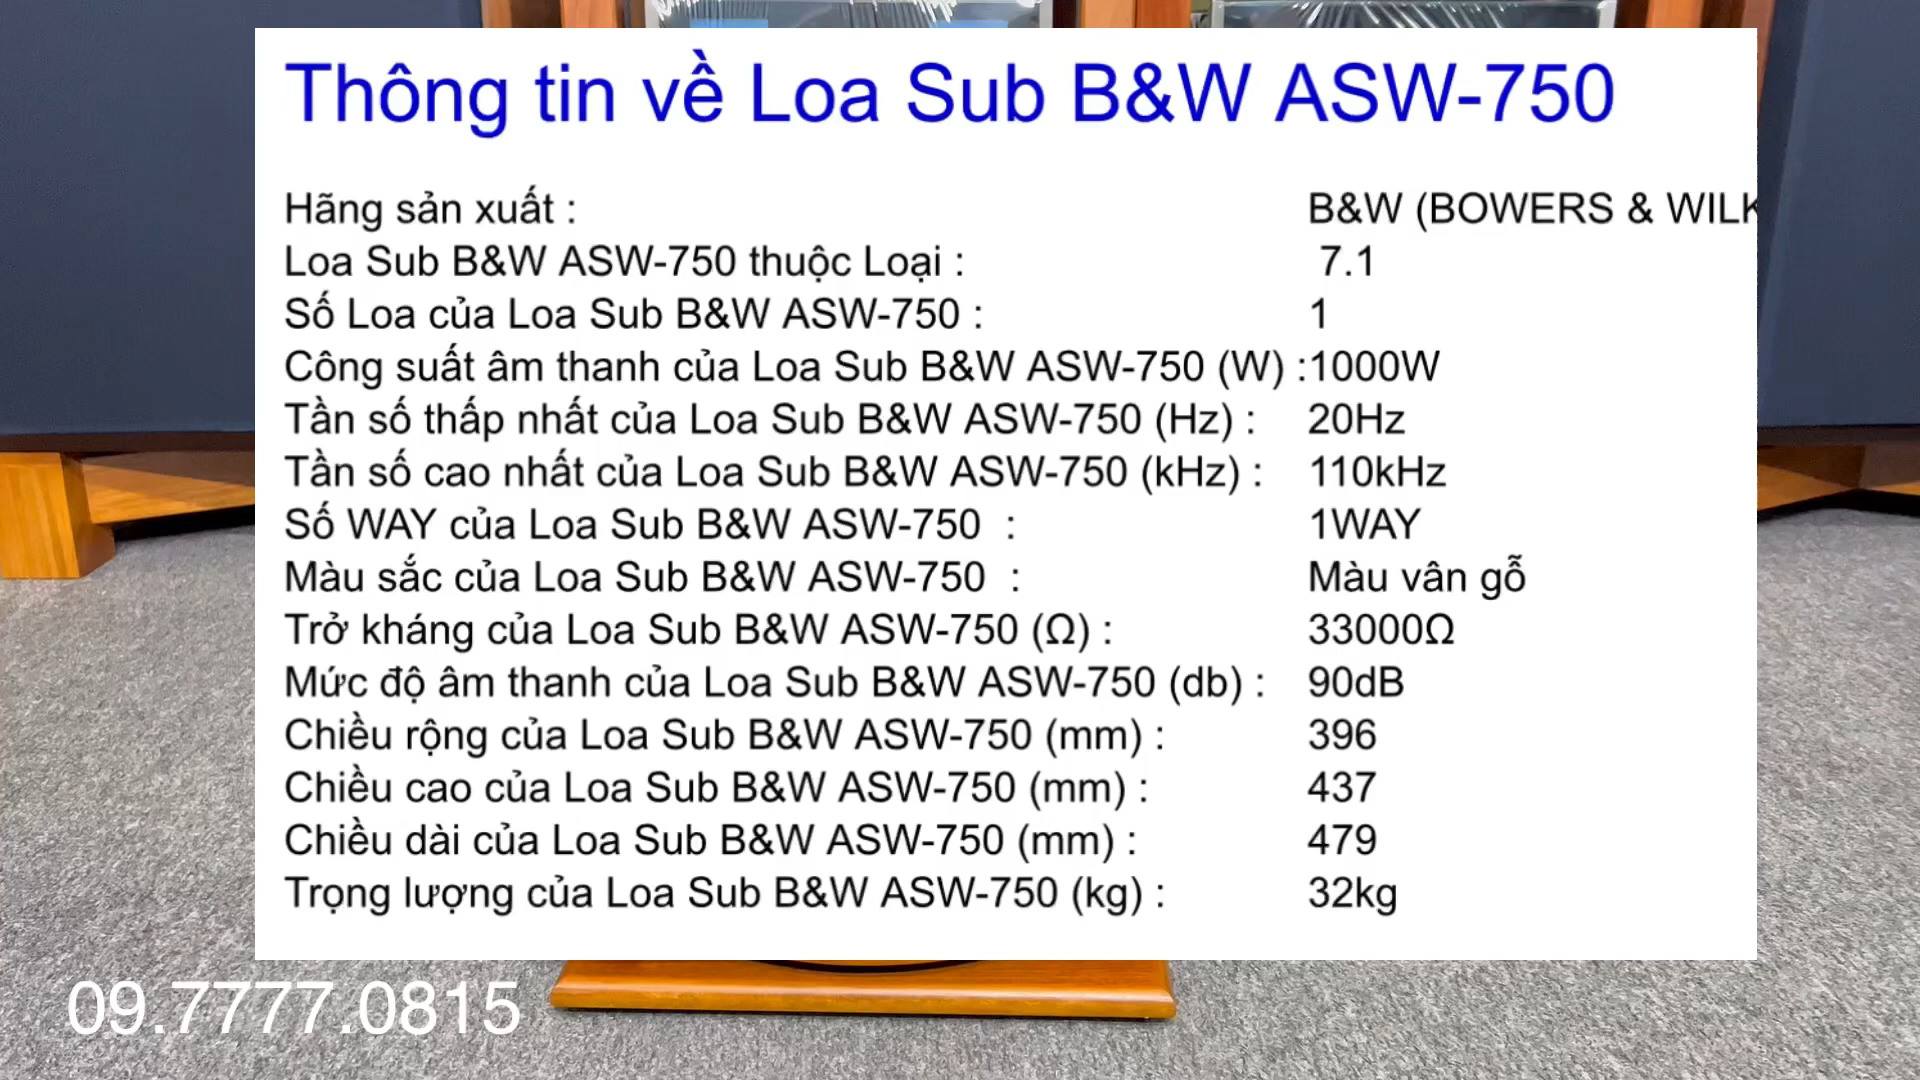 Thông tin về Loa Sub B&W ASW-750
Hãng sản xuất : B&W (BOWERS & WILK
Loa Sub B&W ASW-750 thuộc Loại : 7.1
Số Loa của Loa Sub B&W ASW-750 : 1
Công suất âm thanh của Loa Sub B&W ASW-750 (W) :1000W
Tần số thấp nhất của Loa Sub B&W ASW-750 (Hz) : 20Hz
Tần số cao nhất của Loa Sub B&W ASW-750 (kHz) : 110kHz
Số WAY của Loa Sub B&W ASW-750 : 1WAY
Màu sắc của Loa Sub B&W ASW-750 : Màu vân gỗ
Trở kháng của Loa Sub B&W ASW-750 (Ω) : 33000Ω
Mức độ âm thanh của Loa Sub B&W ASW-750 (db) : 90dB
Chiều rộng của Loa Sub B&W ASW-750 (mm) : 396
Chiều cao của Loa Sub B&W ASW-750 (mm) : 437
Chiều dài của Loa Sub B&W ASW-750 (mm) : 479
Trọng lượng của Loa Sub B&W ASW-750 (kg) : 32kg
09.7777.0815